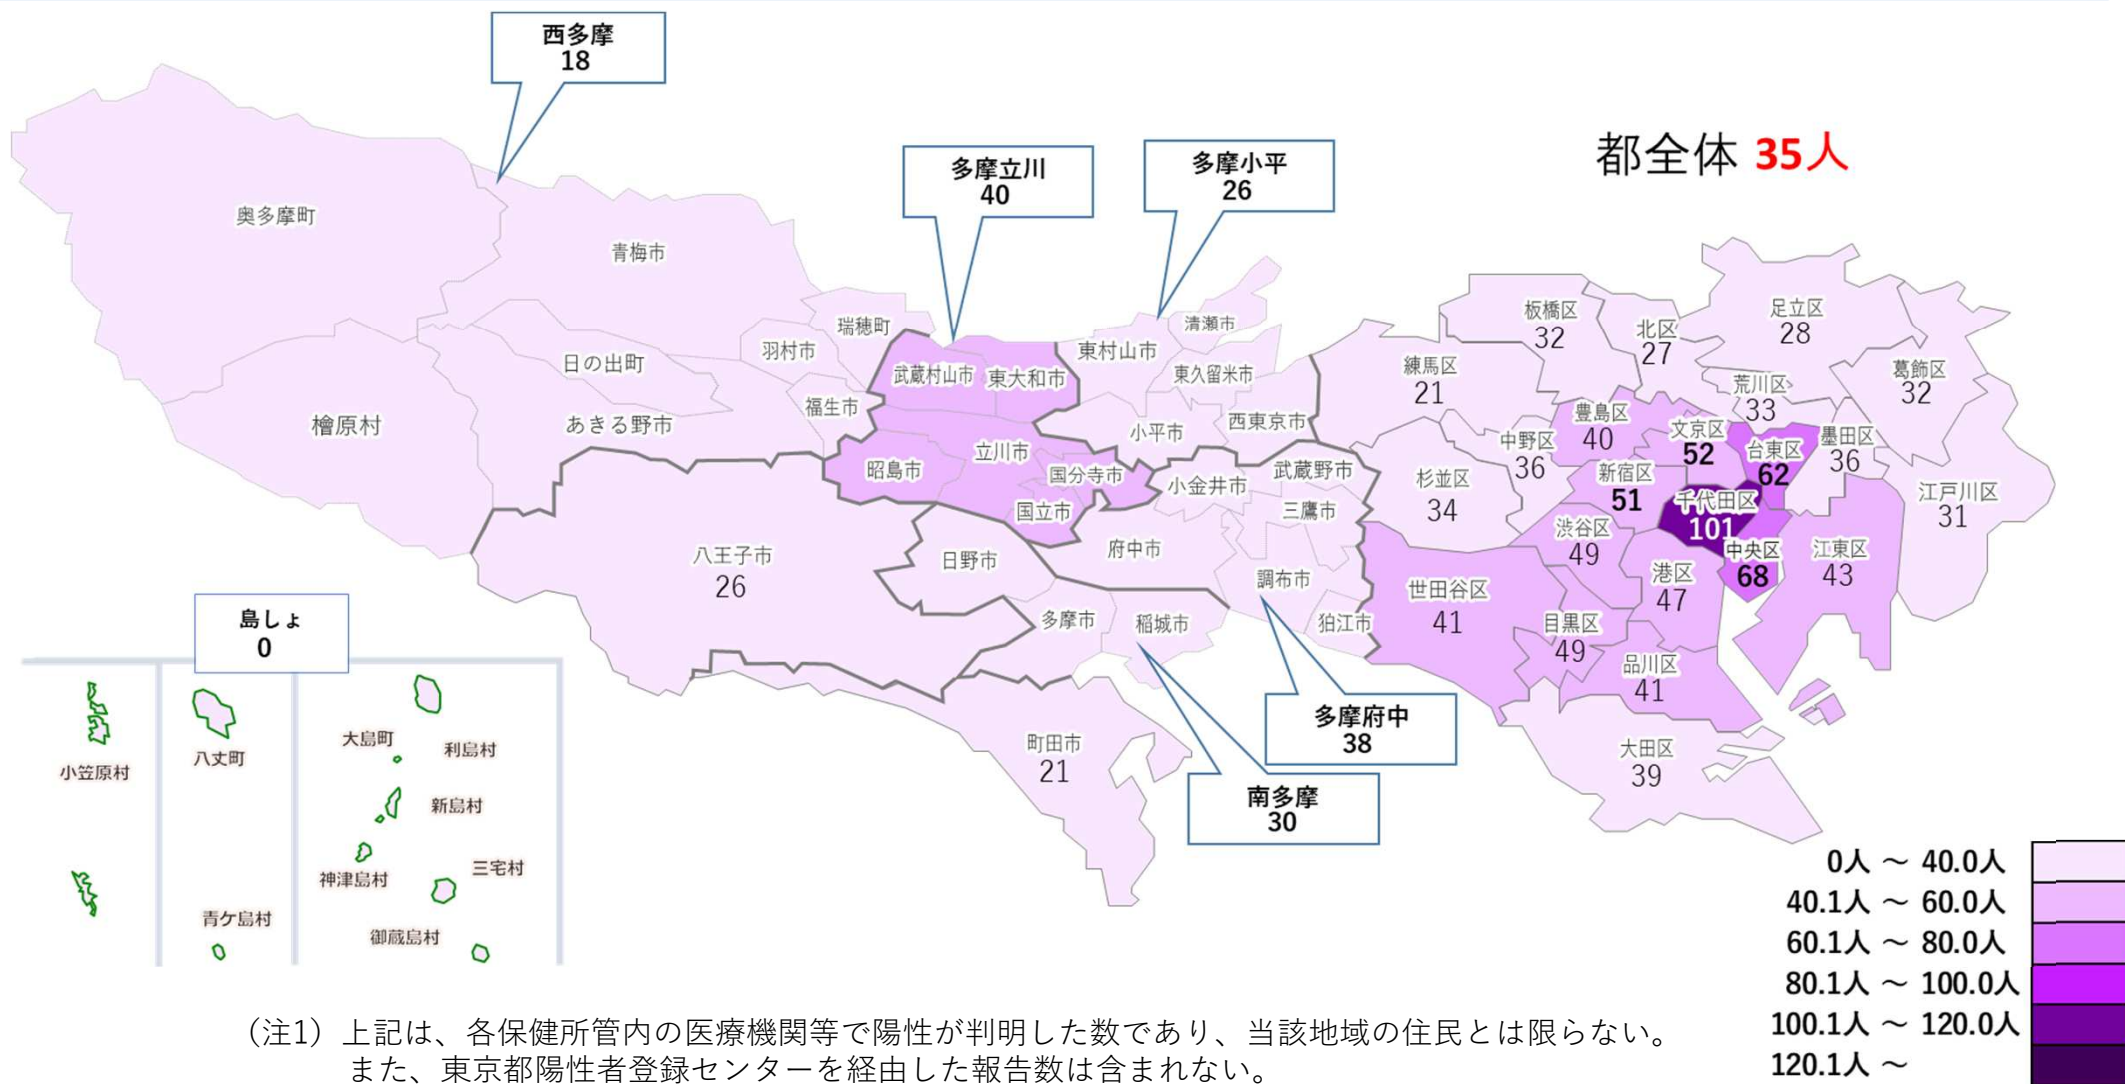 西多摩
18
多摩立川
40
多摩小平
26
都全体 35人
奥多摩町
青梅市
瑞穂町
羽村市
日の出町
福生市
檜原村
あきる野市
武蔵村山市
東大和市
東村山市
清瀬市
東久留米市
小平市
西東京市
昭島市
立川市
国分寺市
国立市
小金井市
武蔵野市
三鷹市
府中市
調布市
狛江市
八王子市
26
日野市
多摩市
稲城市
町田市
21
多摩府中
38
南多摩
30
板橋区
32
北区
27
足立区
28
葛飾区
32
練馬区
21
荒川区
33
豊島区
40
文京区
52
台東区
62
墨田区
36
中野区
36
杉並区
34
新宿区
51
千代田区
101
江戸川区
31
渋谷区
49
中央区
68
江東区
43
世田谷区
41
港区
47
目黒区
49
品川区
41
大田区
39
島しょ
0
小笠原村
八丈町
青ケ島村
大島町
利島村
新島村
神津島村
三宅村
御蔵島村
0人 ～ 40.0人
40.1人 ～ 60.0人
60.1人 ～ 80.0人
80.1人 ～ 100.0人
100.1人 ～ 120.0人
120.1人 ～
（注1）上記は、各保健所管内の医療機関等で陽性が判明した数であり、当該地域の住民とは限らない。
また、東京都陽性者登録センターを経由した報告数は含まれない。